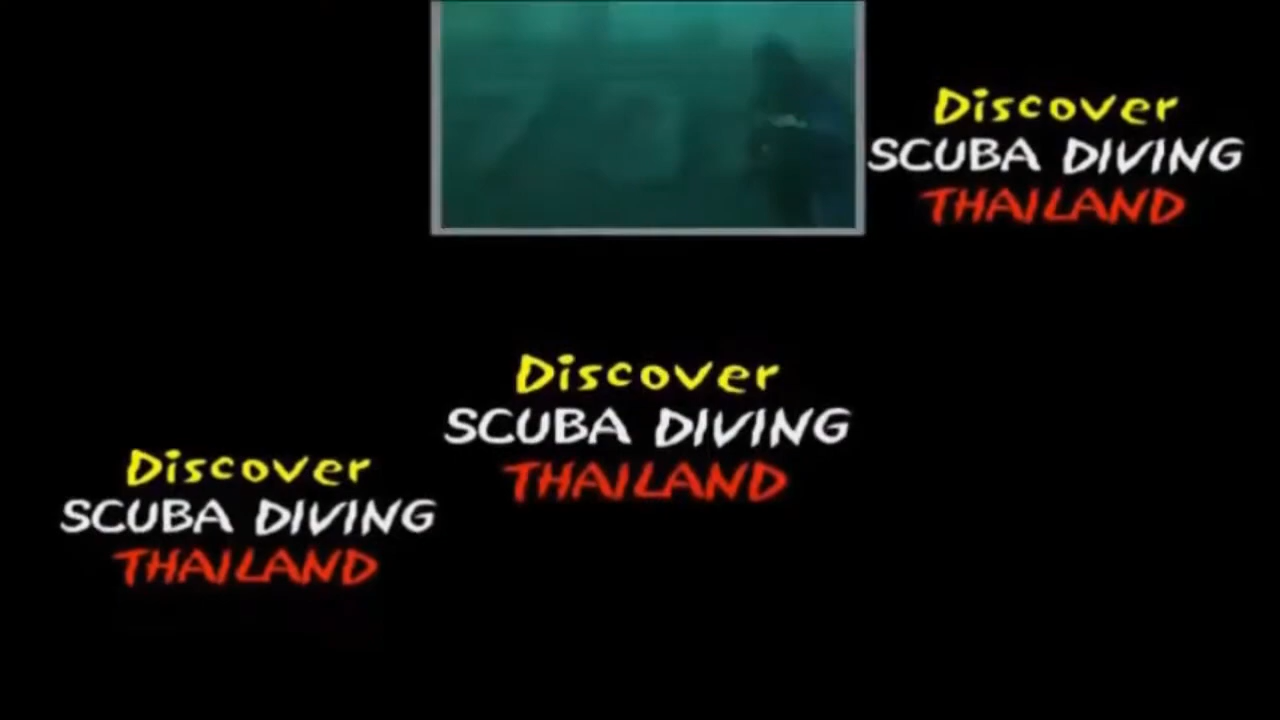 Discover
SCUBA DIVING
THAILAND
Discover
SCUBA DIVING
THAILAND
Discover
SCUBA DIVING
THAILAND